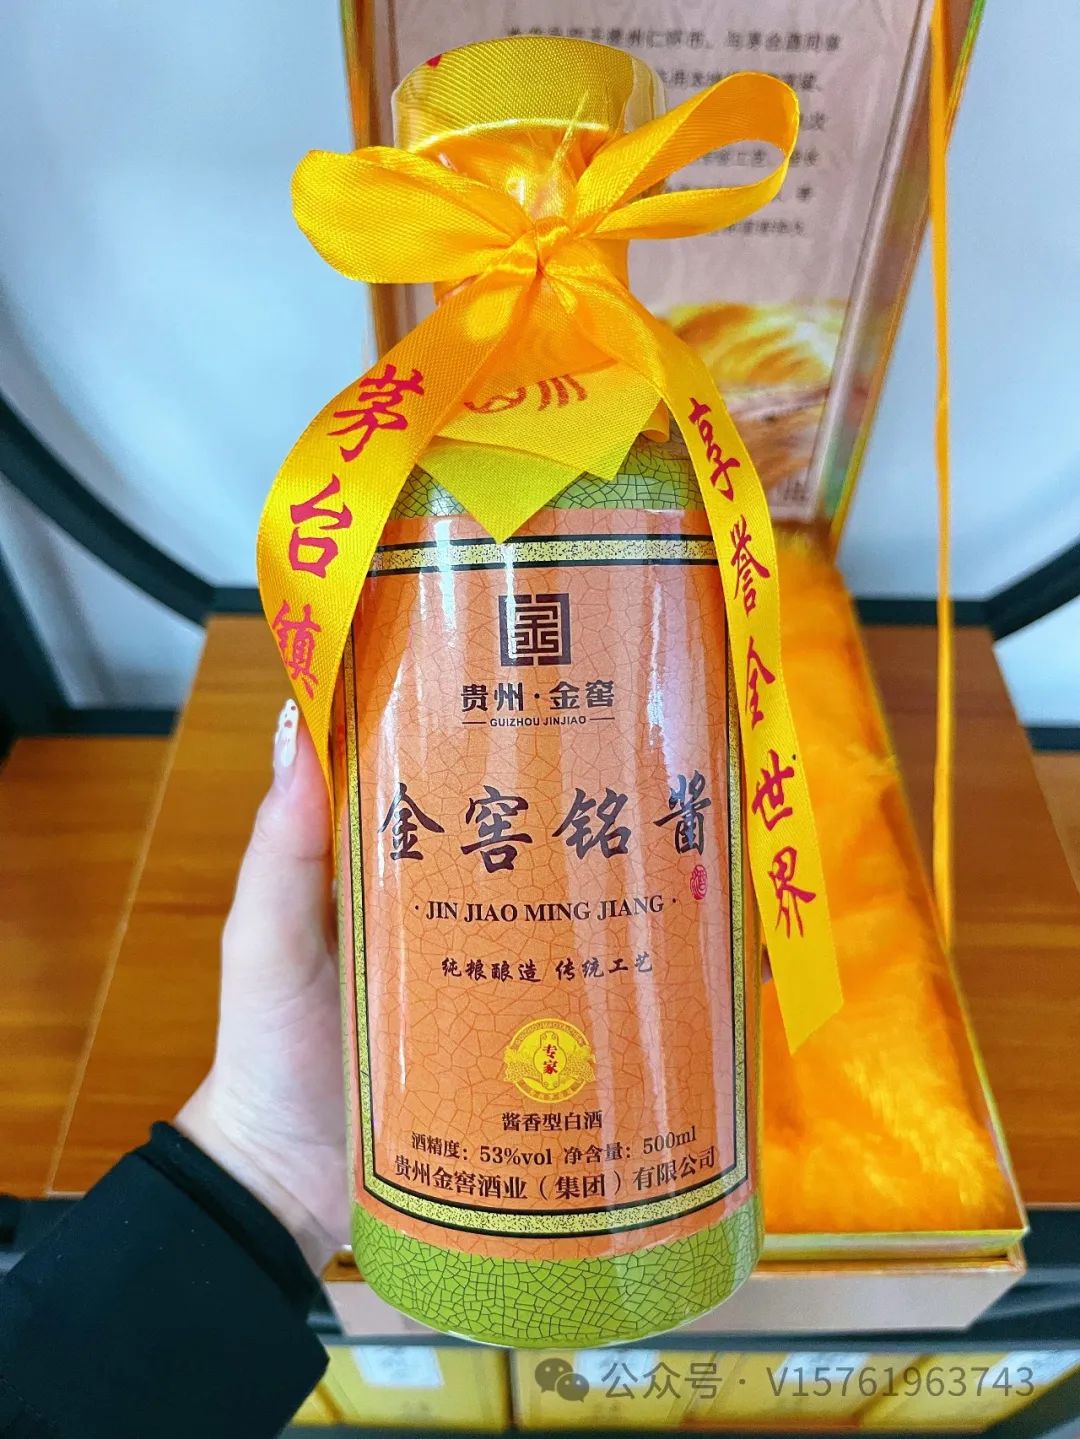 茅台镇
享誉全世界
贵州·金窖
GUIZHOU JINJIAO
金窖铭酱
·JIN JIAO MING JIANG·
纯粮酿造 传统工艺
专家
酱香型白酒
酒精度：53%vol 净含量：500ml
贵州金窖酒业（集团）有限公司
公众号·V15761963743